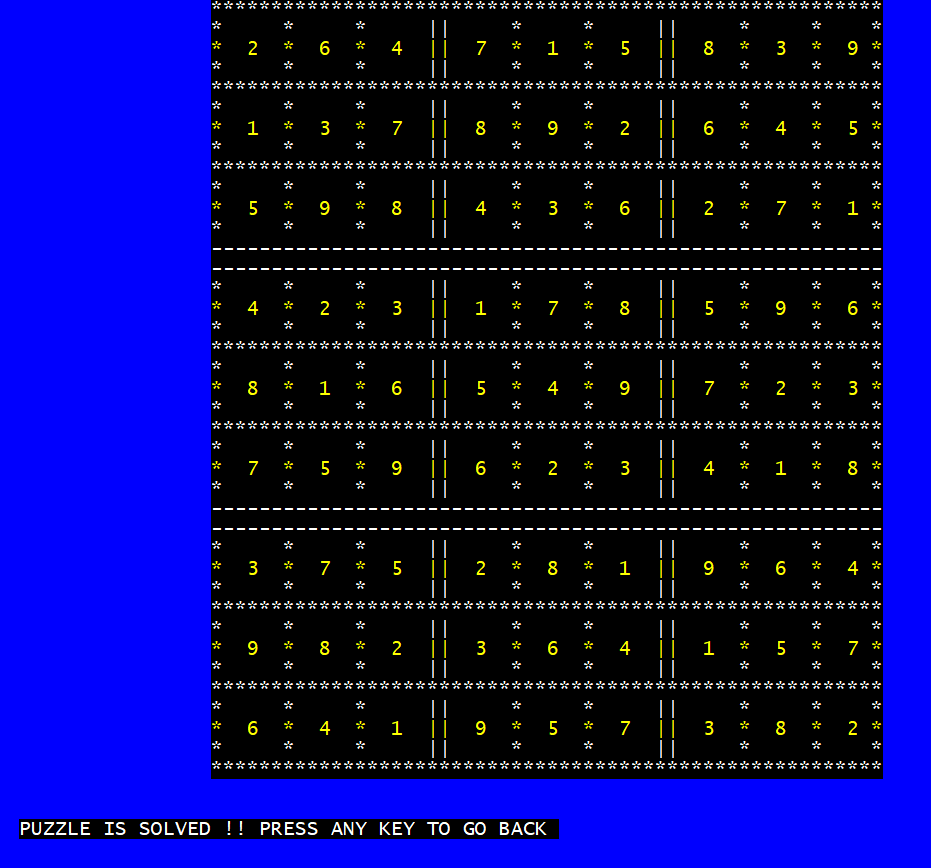 2 6 4 7 1 5 8 3 9
1 3 7 8 9 2 6 4 5
5 9 8 4 3 6 2 7 1
4 2 3 1 7 8 5 9 6
8 1 6 5 4 9 7 2 3
7 5 9 6 2 3 4 1 8
3 7 5 2 8 1 9 6 4
9 8 2 3 6 4 1 5 7
6 4 1 9 5 7 3 8 2
PUZZLE IS SOLVED !! PRESS ANY KEY TO GO BACK